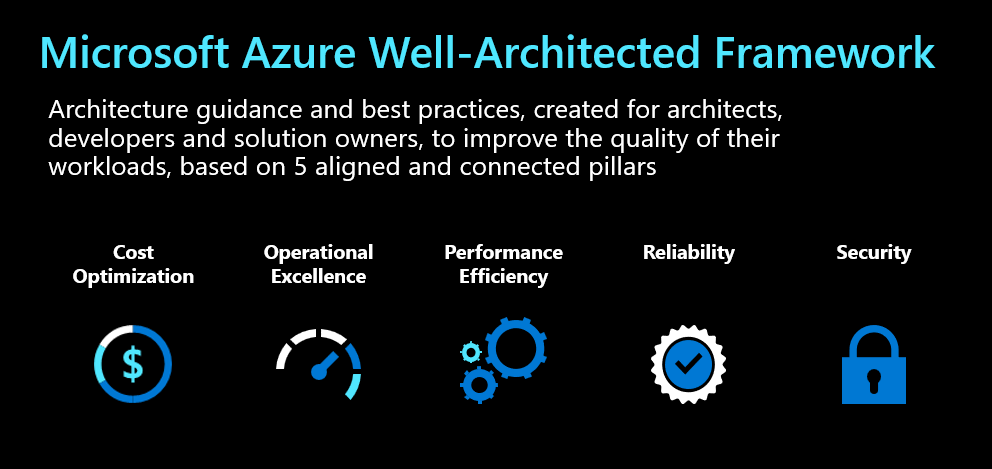 Microsoft Azure Well-Architected Framework
Architecture guidance and best practices, created for architects,
developers and solution owners, to improve the quality of their
workloads, based on 5 aligned and connected pillars
Cost
Optimization
Operational
Excellence
Performance
Efficiency
Reliability
Security
$